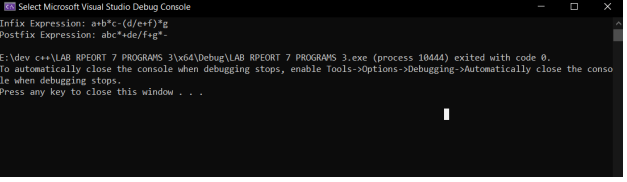 Select Microsoft Visual Studio Debug Console
Infix Expression: a+b*c-(d/e+f)*g
Postfix Expression: abc*+de/f+g*-
E:\dev c++\LAB RPEORT 7 PROGRAMS 3\x64\Debug\LAB RPEORT 7 PROGRAMS 3.exe (process 10444) exited with code 0.
To automatically close the console when debugging stops, enable Tools->Options->Debugging->Automatically close the conso
le when debugging stops.
Press any key to close this window . . .